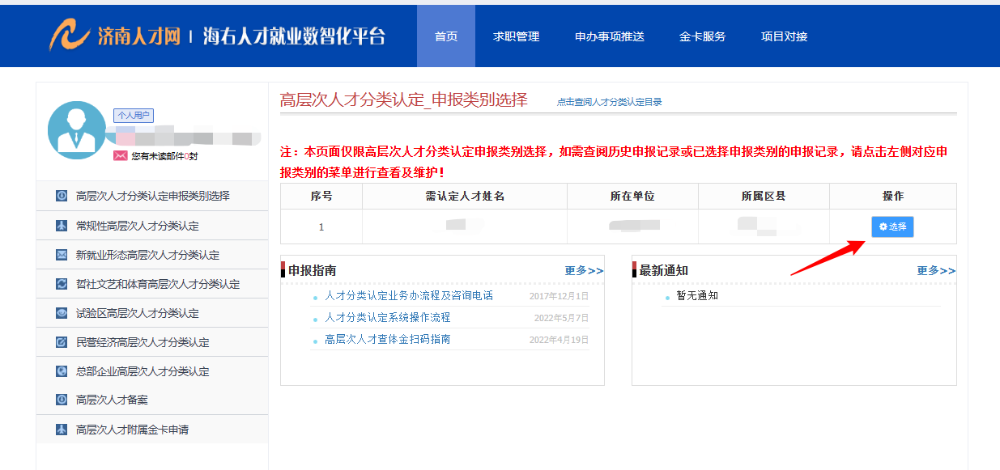 济南人才网 | 海右人才就业数智化平台
首页 求职管理 申办事项推送 金卡服务 项目对接
个人用户
您有未读邮件0封
高层次人才分类认定申报类别选择
常规性高层次人才分类认定
新就业形态高层次人才分类认定
哲社文艺和体育高层次人才分类认定
试验区高层次人才分类认定
民营经济高层次人才分类认定
总部企业高层次人才分类认定
高层次人才备案
高层次人才附属金卡申请
高层次人才分类认定_申报类别选择 点击查阅人才分类认定目录
注：本页面仅限高层次人才分类认定申报类别选择，如需查阅历史申报记录或已选择申报类别的申报记录，请点击左侧对应申
报类别的菜单进行查看及维护！
序号 需认定人才姓名 所在单位 所属区县 操作
1 选择
申报指南 更多>>
人才分类认定业务办流程及咨询电话 2017年12月1日
人才分类认定系统操作流程 2022年5月7日
高层次人才查体金扫码指南 2022年4月19日
最新通知 更多>>
暂无通知